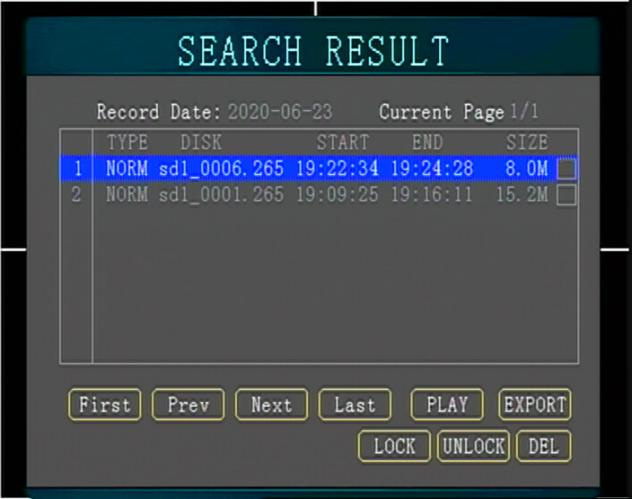 SEARCH RESULT
Record Date: 2020-06-23 Current Page 1/1
TYPE DISK START END SIZE
1 NORM sd1_0006.265 19:22:34 19:24:28 8.0M
2 NORM sd1_0001.265 19:09:25 19:16:11 15.2M
First Prev Next Last PLAY EXPORT
LOCK UNLOCK DEL